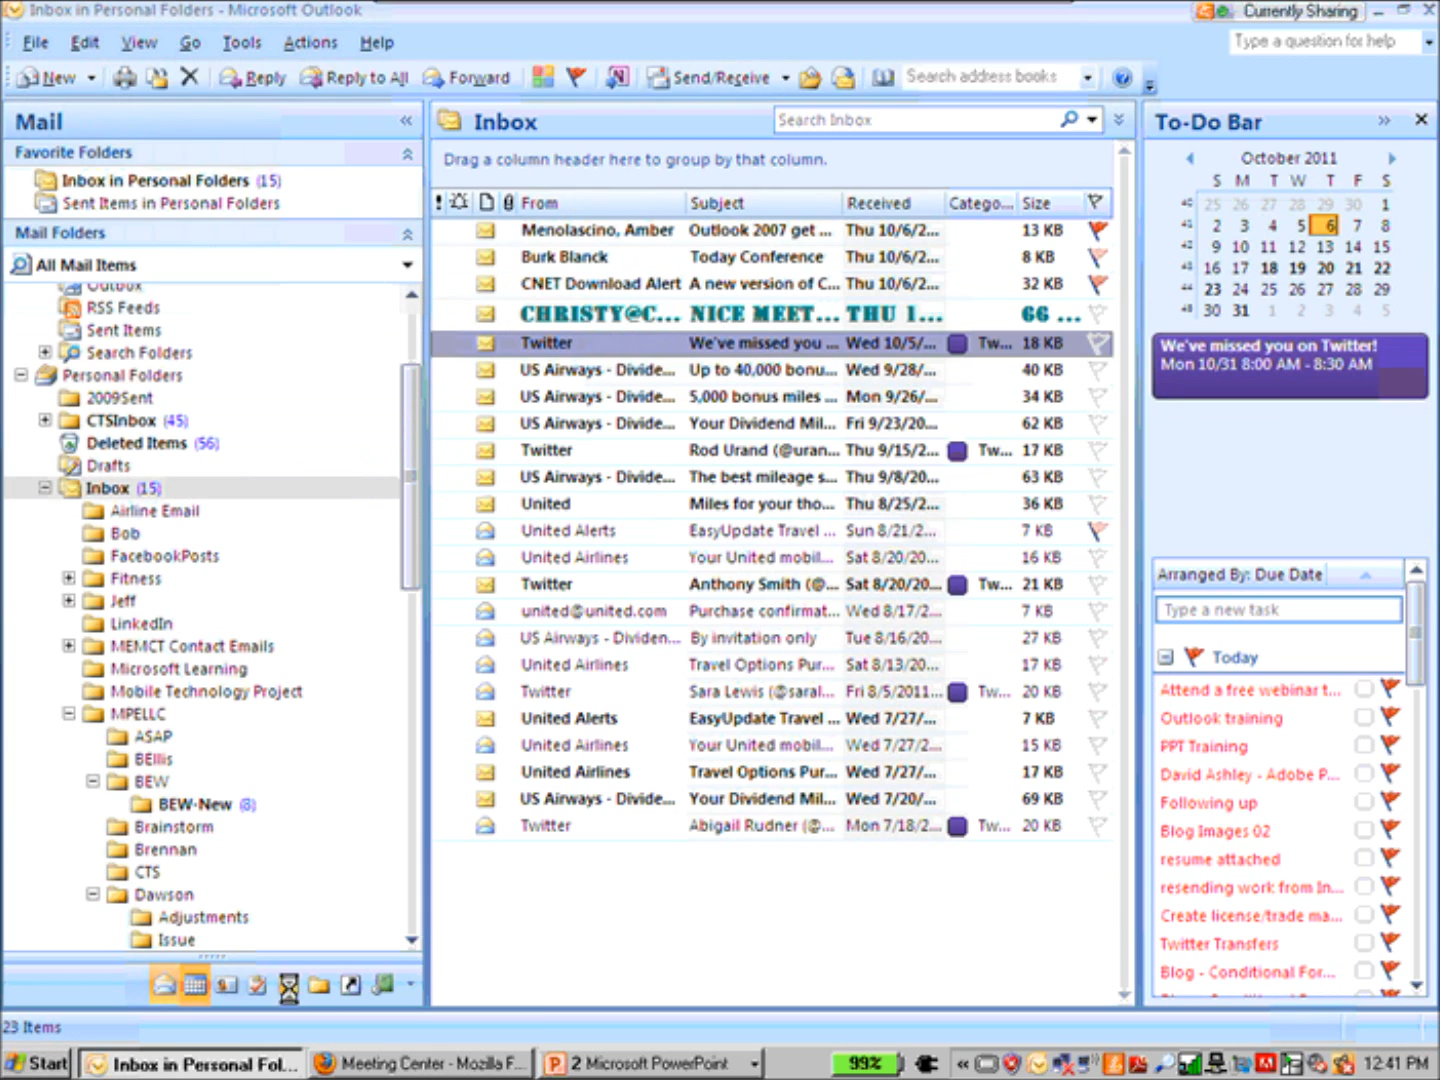 Inbox in Personal Folders - Microsoft Outlook
Currently Sharing
File Edit View Go Tools Actions Help
Type a question for help
New Reply Reply to All Forward Send/Receive Search address books
Mail
Favorite Folders
Inbox in Personal Folders (15)
Sent Items in Personal Folders
Mail Folders
All Mail Items
Outbox
RSS Feeds
Sent Items
Search Folders
Personal Folders
2009Sent
CTSInbox (45)
Deleted Items (56)
Drafts
Inbox (15)
Airline Email
Bob
FacebookPosts
Fitness
Jeff
LinkedIn
MEMCT Contact Emails
Microsoft Learning
Mobile Technology Project
MPELLC
ASAP
BEllis
BEW
BEW-New (8)
Brainstorm
Brennan
CTS
Dawson
Adjustments
Issue
Inbox
Search Inbox
Drag a column header here to group by that column.
From Subject Received Catego... Size
Menolascino, Amber Outlook 2007 get ... Thu 10/6/2... 13 KB
Burk Blanck Today Conference Thu 10/6/2... 8 KB
CNET Download Alert A new version of C... Thu 10/6/2... 32 KB
CHRISTY@C... NICE MEET... THU 1... 66 ...
Twitter We've missed you ... Wed 10/5/... Tw... 18 KB
US Airways - Divide... Up to 40,000 bonu... Wed 9/28/... 40 KB
US Airways - Divide... 5,000 bonus miles ... Mon 9/26/... 34 KB
US Airways - Divide... Your Dividend Mil... Fri 9/23/20... 62 KB
Twitter Rod Urand (@uran... Thu 9/15/2... Tw... 17 KB
US Airways - Divide... The best mileage s... Thu 9/8/20... 63 KB
United Miles for your tho... Thu 8/25/2... 36 KB
United Alerts EasyUpdate Travel ... Sun 8/21/2... 7 KB
United Airlines Your United mobil... Sat 8/20/20... 16 KB
Twitter Anthony Smith (@... Sat 8/20/20... Tw... 21 KB
united@united.com Purchase confirmat... Wed 8/17/2... 7 KB
US Airways - Dividen... By invitation only Tue 8/16/20... 27 KB
United Airlines Travel Options Pur... Sat 8/13/20... 17 KB
Twitter Sara Lewis (@saral... Fri 8/5/2011... Tw... 20 KB
United Alerts EasyUpdate Travel ... Wed 7/27/... 7 KB
United Airlines Your United mobil... Wed 7/27/2... 15 KB
United Airlines Travel Options Pur... Wed 7/27/... 17 KB
US Airways - Divide... Your Dividend Mil... Wed 7/20/... 69 KB
Twitter Abigail Rudner (@... Mon 7/18/2... Tw... 20 KB
To-Do Bar
October 2011
S M T W T F S
40 25 26 27 28 29 30 1
41 2 3 4 5 6 7 8
42 9 10 11 12 13 14 15
43 16 17 18 19 20 21 22
44 23 24 25 26 27 28 29
45 30 31 1 2 3 4 5
We've missed you on Twitter!
Mon 10/31 8:00 AM - 8:30 AM
Arranged By: Due Date
Type a new task
Today
Attend a free webinar t...
Outlook training
PPT Training
David Ashley - Adobe P...
Following up
Blog Images 02
resume attached
resending work from In...
Create license/trade ma...
Twitter Transfers
Blog - Conditional For...
23 Items
Start Inbox in Personal Fol... Meeting Center - Mozilla F... 2 Microsoft PowerPoint 99% 12:41 PM